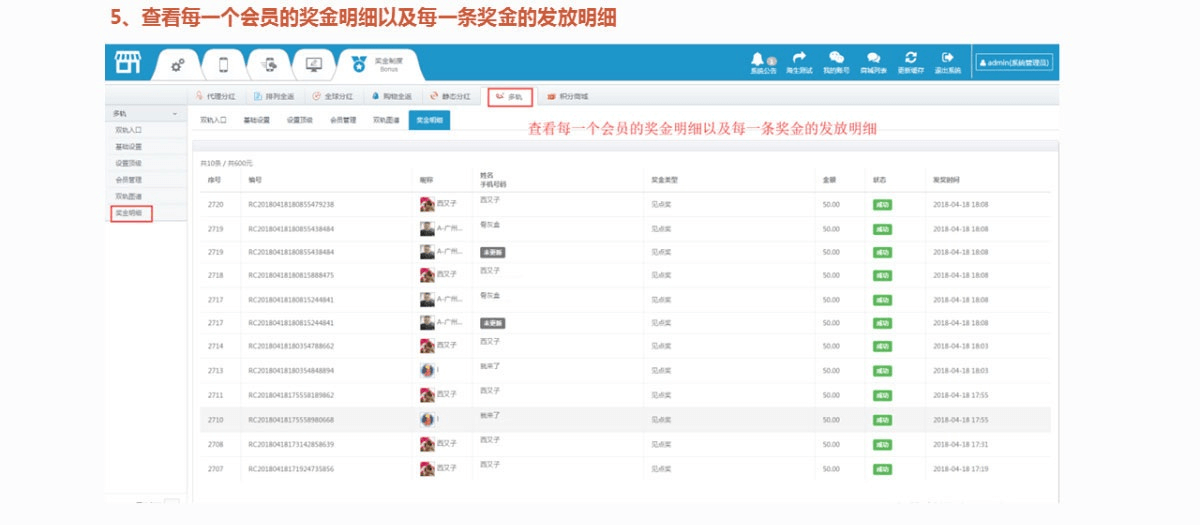 5、查看每一个会员的奖金明细以及每一条奖金的发放明细
奖金制度
Bonus
系统公告 1 淘生测试 我的账号 商城列表 更新缓存 退出系统 admin(系统管理员)
代理分红 排列全返 全球分红 购物全返 静态分红 多轨 积分商城
多轨
双轨入口
基础设置
设置顶级
会员管理
双轨图谱
奖金明细
双轨入口 基础设置 设置顶级 会员管理 双轨图谱 奖金明细
查看每一个会员的奖金明细以及每一条奖金的发放明细
共10条 / 共600元
序号 编号 昵称 姓名 手机号码 奖金类型 金额 状态 发奖时间
2720 RC20180418180855479238 西又子 西又子 见点奖 50.00 成功 2018-04-18 18:08
2719 RC20180418180855438484 A-广州... 骨灰盒 见点奖 50.00 成功 2018-04-18 18:08
2719 RC20180418180855438484 A-广州... 未更新 见点奖 50.00 成功 2018-04-18 18:08
2718 RC20180418180815888475 西又子 西又子 见点奖 50.00 成功 2018-04-18 18:08
2717 RC20180418180815244841 A-广州... 骨灰盒 见点奖 50.00 成功 2018-04-18 18:08
2717 RC20180418180815244841 A-广州... 未更新 见点奖 50.00 成功 2018-04-18 18:08
2714 RC20180418180354788662 西又子 西又子 见点奖 50.00 成功 2018-04-18 18:03
2713 RC20180418180354848894 l 我来了 见点奖 50.00 成功 2018-04-18 18:03
2711 RC20180418175558189862 西又子 西又子 见点奖 50.00 成功 2018-04-18 17:55
2710 RC20180418175558980668 l 我来了 见点奖 50.00 成功 2018-04-18 17:55
2708 RC20180418173142858639 西又子 西又子 见点奖 50.00 成功 2018-04-18 17:31
2707 RC20180418171924735856 西又子 西又子 见点奖 50.00 成功 2018-04-18 17:19